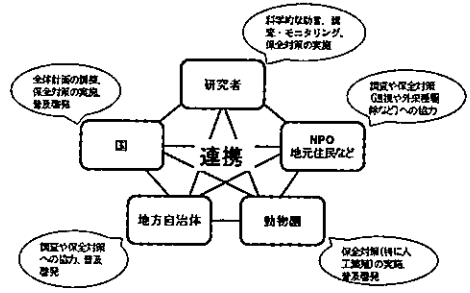 科学的な助言、調
査・モニタリング、
保全対策の実施
研究者
全体計画の調整、
保全対策の実施、
普及啓発
国
調査や保全対策
(監視や外来種駆
除など)への協力
NPO
地元住民など
連携
地方自治体
動物園
調査や保全対策
への協力、普及
啓発
保全対策(特に人
工繁殖)の実施、
普及啓発